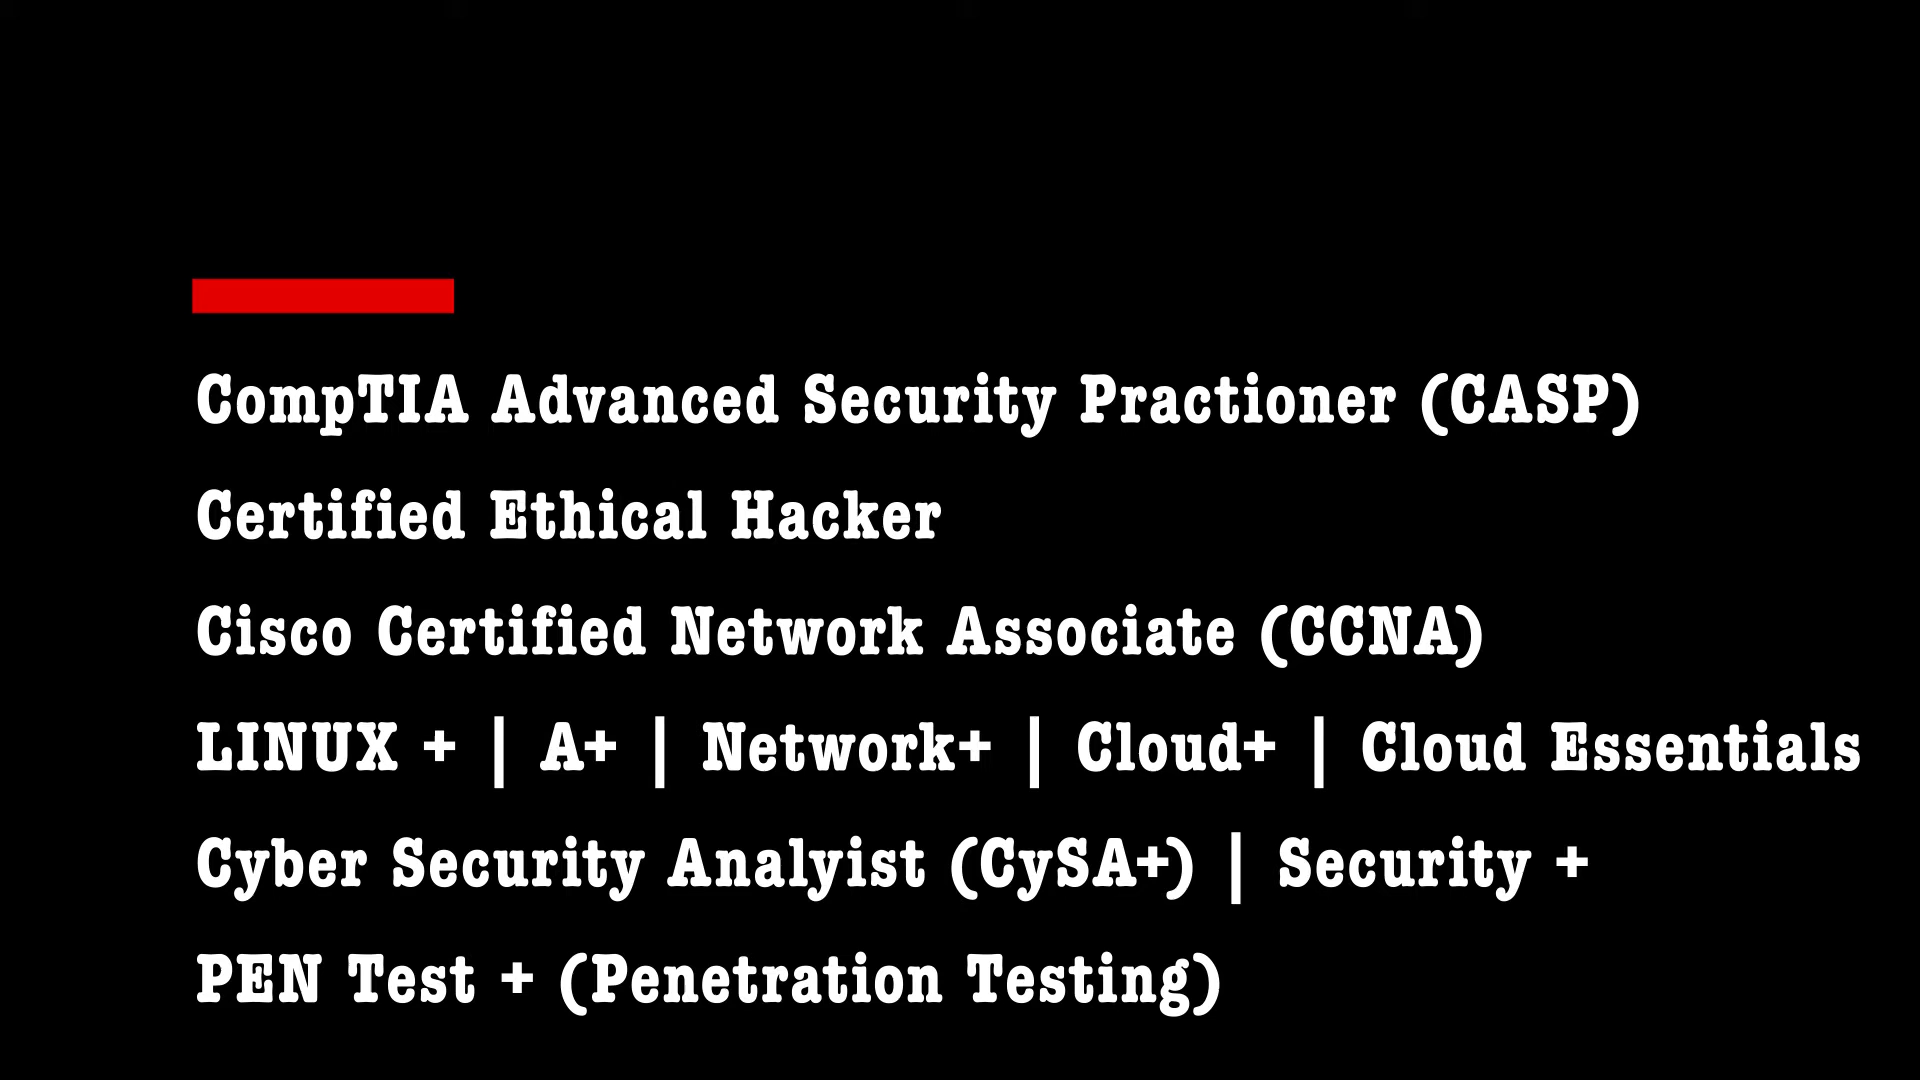 CompTIA Advanced Security Practioner (CASP)
Certified Ethical Hacker
Cisco Certified Network Associate (CCNA)
LINUX + | A+ | Network+ | Cloud+ | Cloud Essentials
Cyber Security Analyist (CySA+) | Security +
PEN Test + (Penetration Testing)